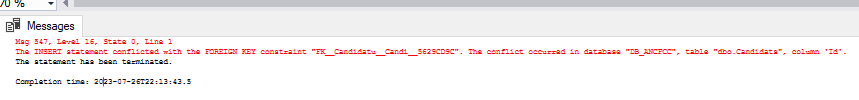 70 %
Messages
Msg 547, Level 16, State 0, Line 1
The INSERT statement conflicted with the FOREIGN KEY constraint "FK__Candidatu__Candi__5629CD9C". The conflict occurred in database "DB_ANCFCC", table "dbo.Candidats", column 'Id'.
The statement has been terminated.
Completion time: 2023-07-26T22:13:43.5